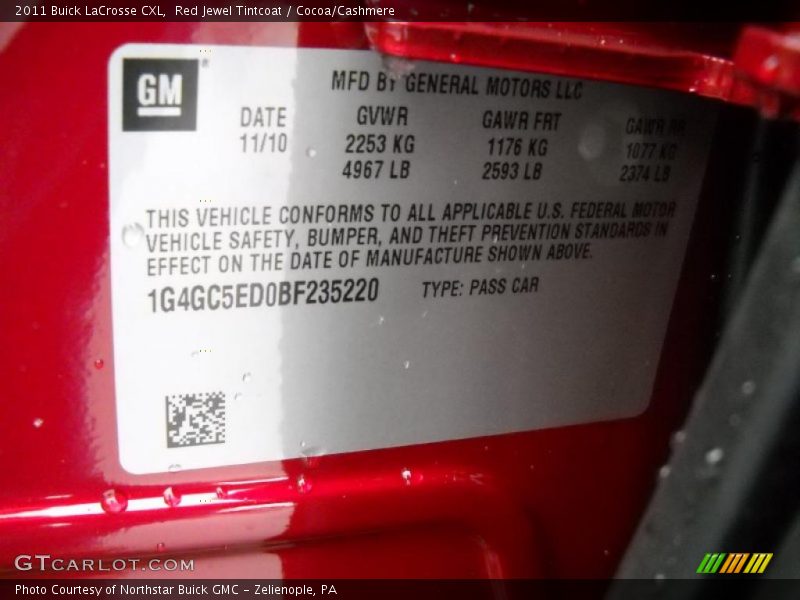 2011 Buick LaCrosse CXL, Red Jewel Tintcoat / Cocoa/Cashmere
GM ®
MFD BY GENERAL MOTORS LLC
DATE GVWR GAWR FRT GAWR RR
11/10 2253 KG 1176 KG 1077 KG
4967 LB 2593 LB 2374 LB
THIS VEHICLE CONFORMS TO ALL APPLICABLE U.S. FEDERAL MOTOR
VEHICLE SAFETY, BUMPER, AND THEFT PREVENTION STANDARDS IN
EFFECT ON THE DATE OF MANUFACTURE SHOWN ABOVE.
1G4GC5ED0BF235220 TYPE: PASS CAR
GTCARLOT.COM
Photo Courtesy of Northstar Buick GMC - Zelienople, PA